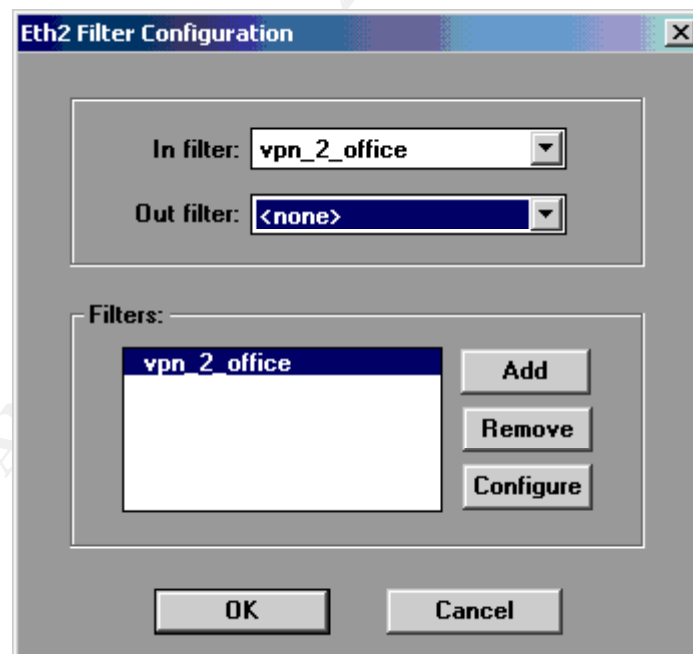 Eth2 Filter Configuration
In filter: vpn_2_office
Out filter: <none>
Filters:
vpn_2_office
Add
Remove
Configure
OK
Cancel